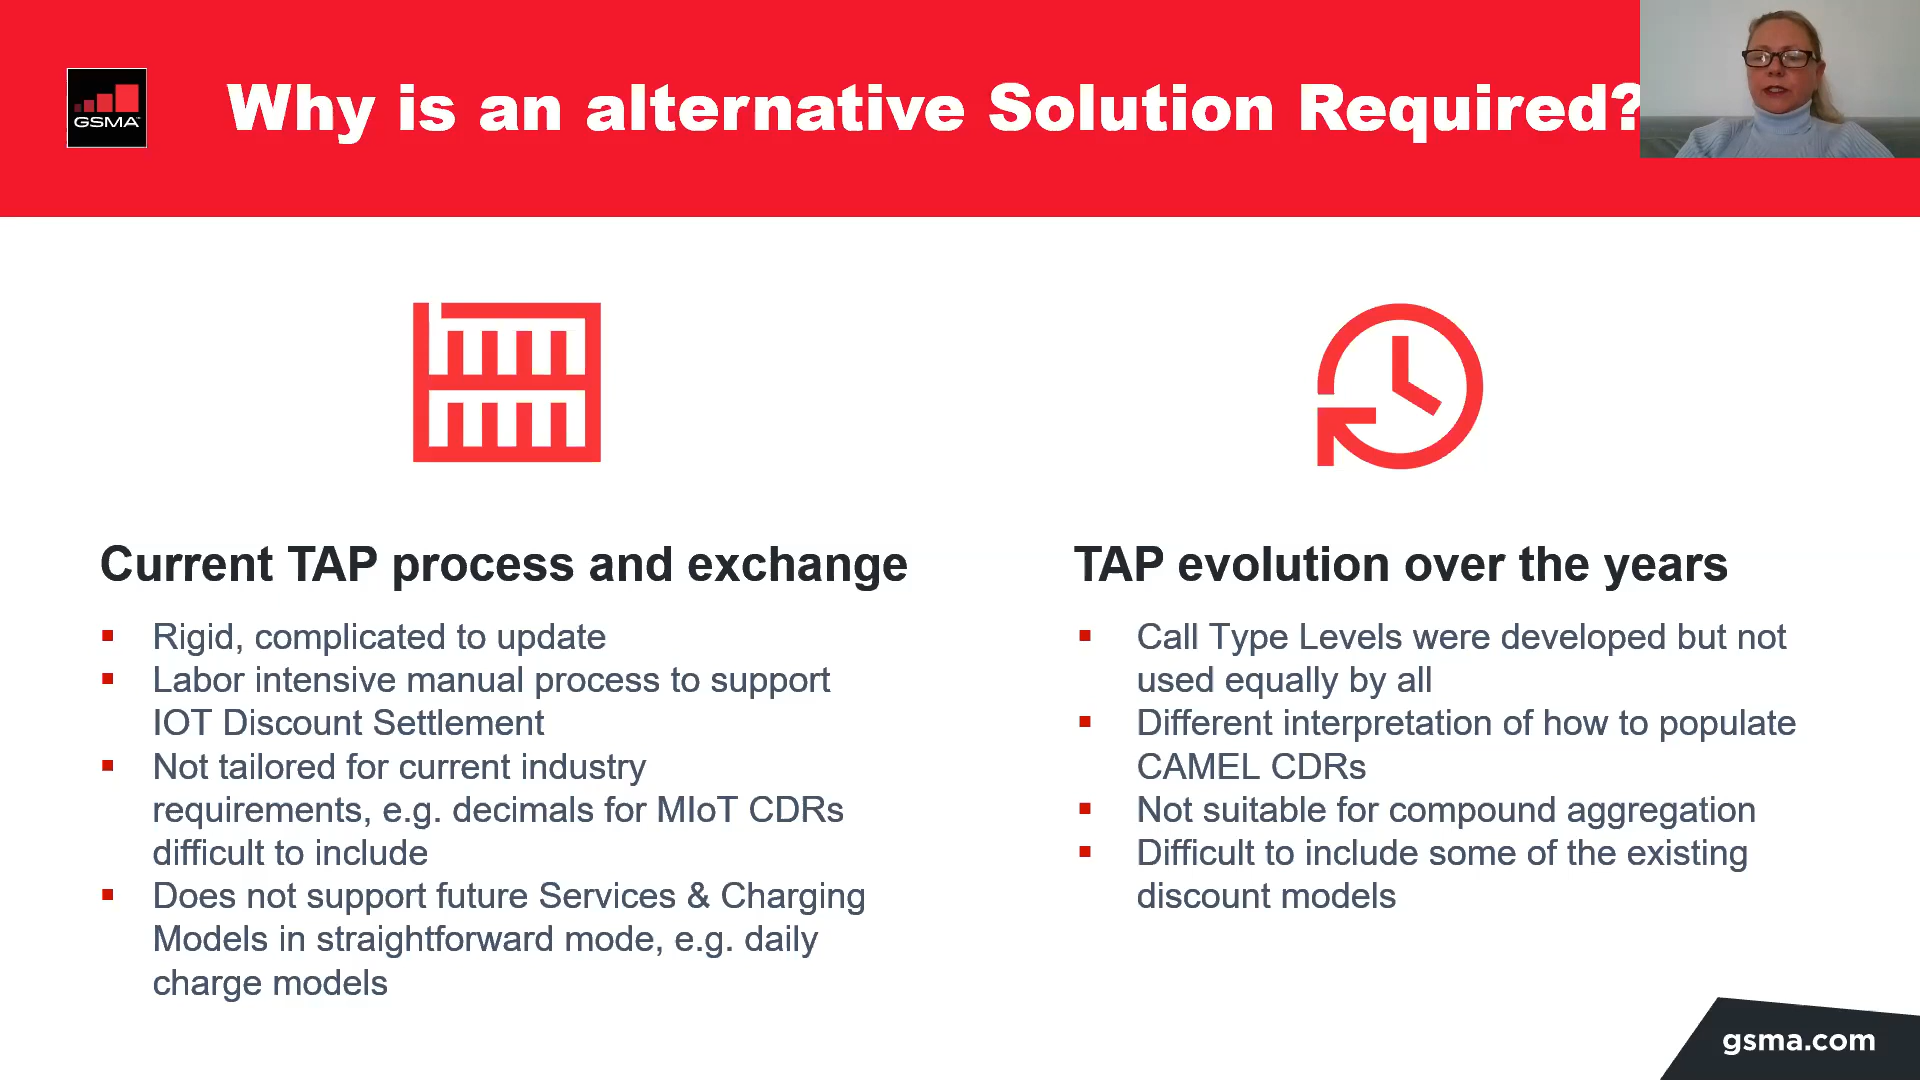 GSMA
Why is an alternative Solution Required?
Current TAP process and exchange
Rigid, complicated to update
Labor intensive manual process to support
IOT Discount Settlement
Not tailored for current industry
requirements, e.g. decimals for MIoT CDRs
difficult to include
Does not support future Services & Charging
Models in straightforward mode, e.g. daily
charge models
TAP evolution over the years
Call Type Levels were developed but not
used equally by all
Different interpretation of how to populate
CAMEL CDRs
Not suitable for compound aggregation
Difficult to include some of the existing
discount models
gsma.com